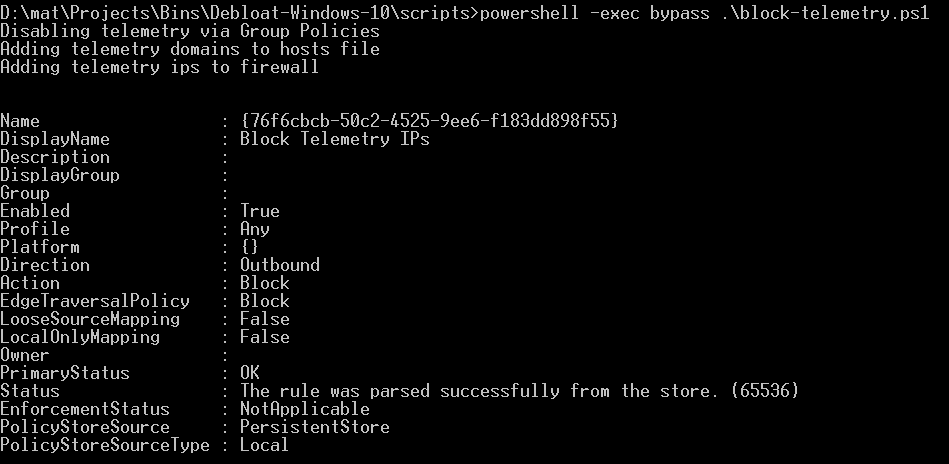 D:\mat\Projects\Bins\Debloat-Windows-10\scripts>powershell -exec bypass .\block-telemetry.ps1
Disabling telemetry via Group Policies
Adding telemetry domains to hosts file
Adding telemetry ips to firewall
Name                  : {76f6cbcb-50c2-4525-9ee6-f183dd898f55}
DisplayName           : Block Telemetry IPs
Description           :
DisplayGroup          :
Group                 :
Enabled               : True
Profile               : Any
Platform              : {}
Direction             : Outbound
Action                : Block
EdgeTraversalPolicy   : Block
LooseSourceMapping    : False
LocalOnlyMapping      : False
Owner                 :
PrimaryStatus         : OK
Status                : The rule was parsed successfully from the store. (65536)
EnforcementStatus     : NotApplicable
PolicyStoreSource     : PersistentStore
PolicyStoreSourceType : Local